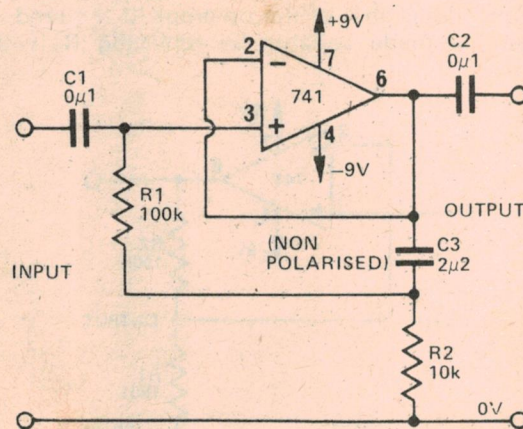 +9V
C2
0μ1
2
7
6
C1
0μ1
741
3
4
-9V
R1
100k
OUTPUT
(NON
POLARISED)
C3
2μ2
INPUT
R2
10k
0V